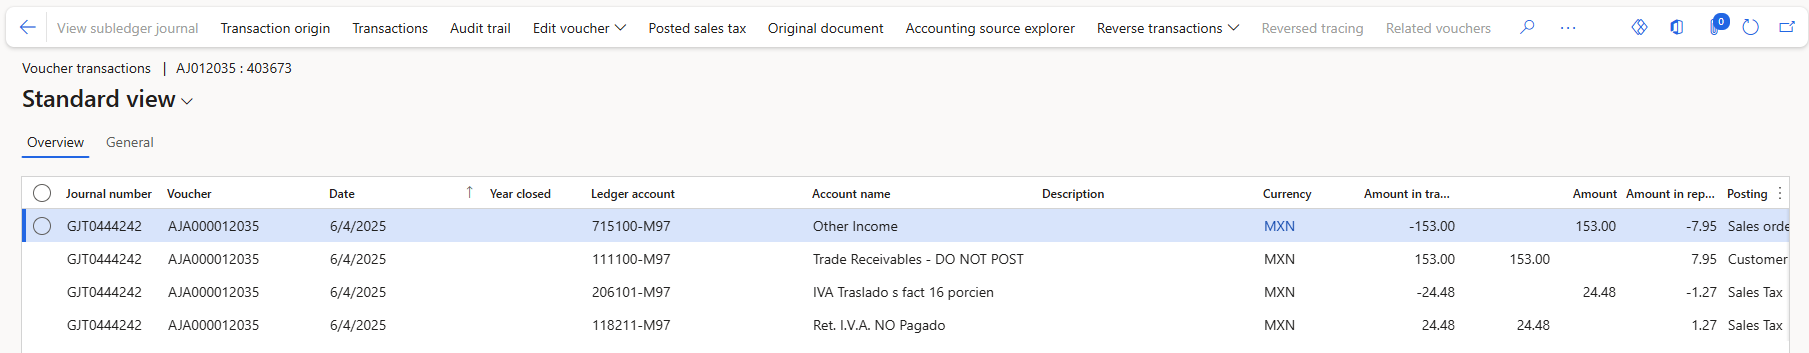 View subledger journal Transaction origin Transactions Audit trail Edit voucher Posted sales tax Original document Accounting source explorer Reverse transactions Reversed tracing Related vouchers ... 0
Voucher transactions | AJ012035 : 403673
Standard view
Overview General
Journal number Voucher Date Year closed Ledger account Account name Description Currency Amount in tra... Amount Amount in rep... Posting
GJT0444242 AJA000012035 6/4/2025 715100-M97 Other Income MXN -153.00 153.00 -7.95 Sales orde
GJT0444242 AJA000012035 6/4/2025 111100-M97 Trade Receivables - DO NOT POST MXN 153.00 153.00 7.95 Customer
GJT0444242 AJA000012035 6/4/2025 206101-M97 IVA Traslado s fact 16 porcien MXN -24.48 24.48 -1.27 Sales Tax
GJT0444242 AJA000012035 6/4/2025 118211-M97 Ret. I.V.A. NO Pagado MXN 24.48 24.48 1.27 Sales Tax